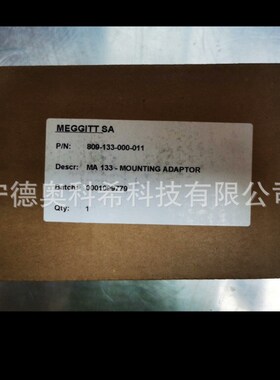 MEGGITT SA
P/N: 809-133-000-011
Descr: MA 133 - MOUNTING ADAPTOR
宁德奥科希科技有限公司
Batch:
Qty: 1